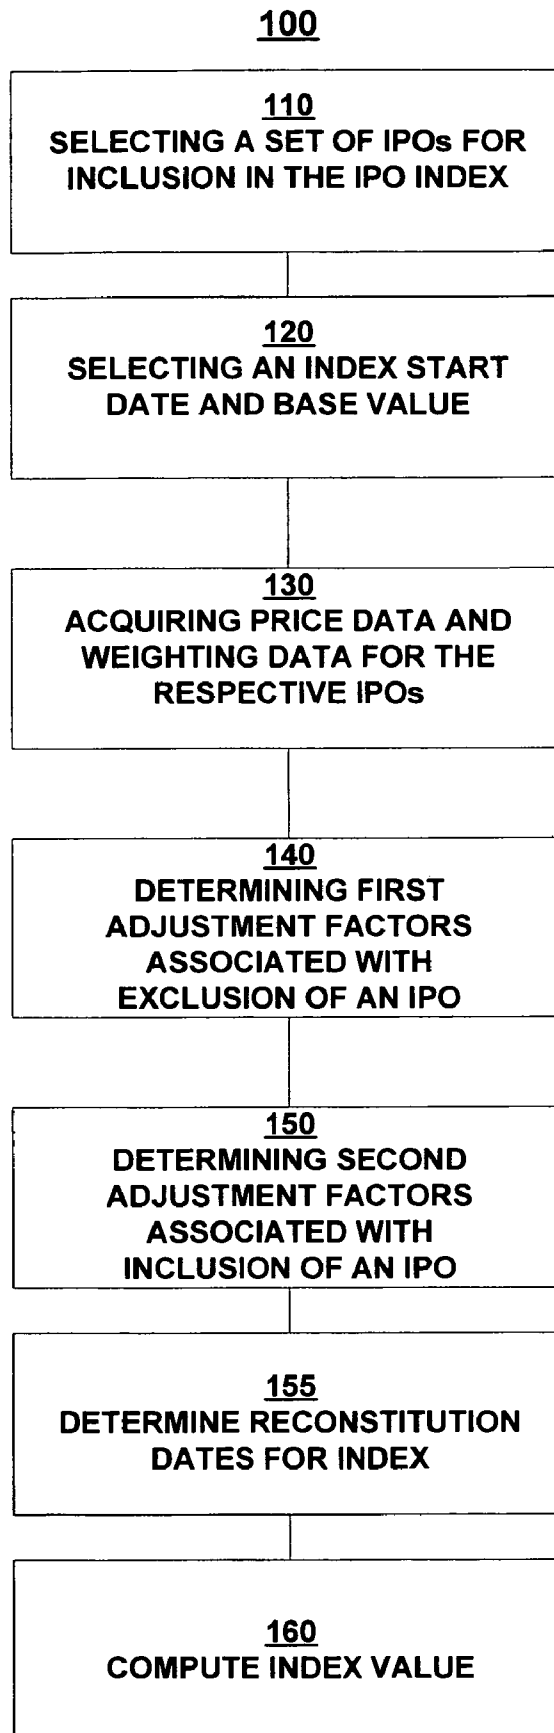 100
110
SELECTING A SET OF IPOs FOR
INCLUSION IN THE IPO INDEX
120
SELECTING AN INDEX START
DATE AND BASE VALUE
130
ACQUIRING PRICE DATA AND
WEIGHTING DATA FOR THE
RESPECTIVE IPOs
140
DETERMINING FIRST
ADJUSTMENT FACTORS
ASSOCIATED WITH
EXCLUSION OF AN IPO
150
DETERMINING SECOND
ADJUSTMENT FACTORS
ASSOCIATED WITH
INCLUSION OF AN IPO
155
DETERMINE RECONSTITUTION
DATES FOR INDEX
160
COMPUTE INDEX VALUE